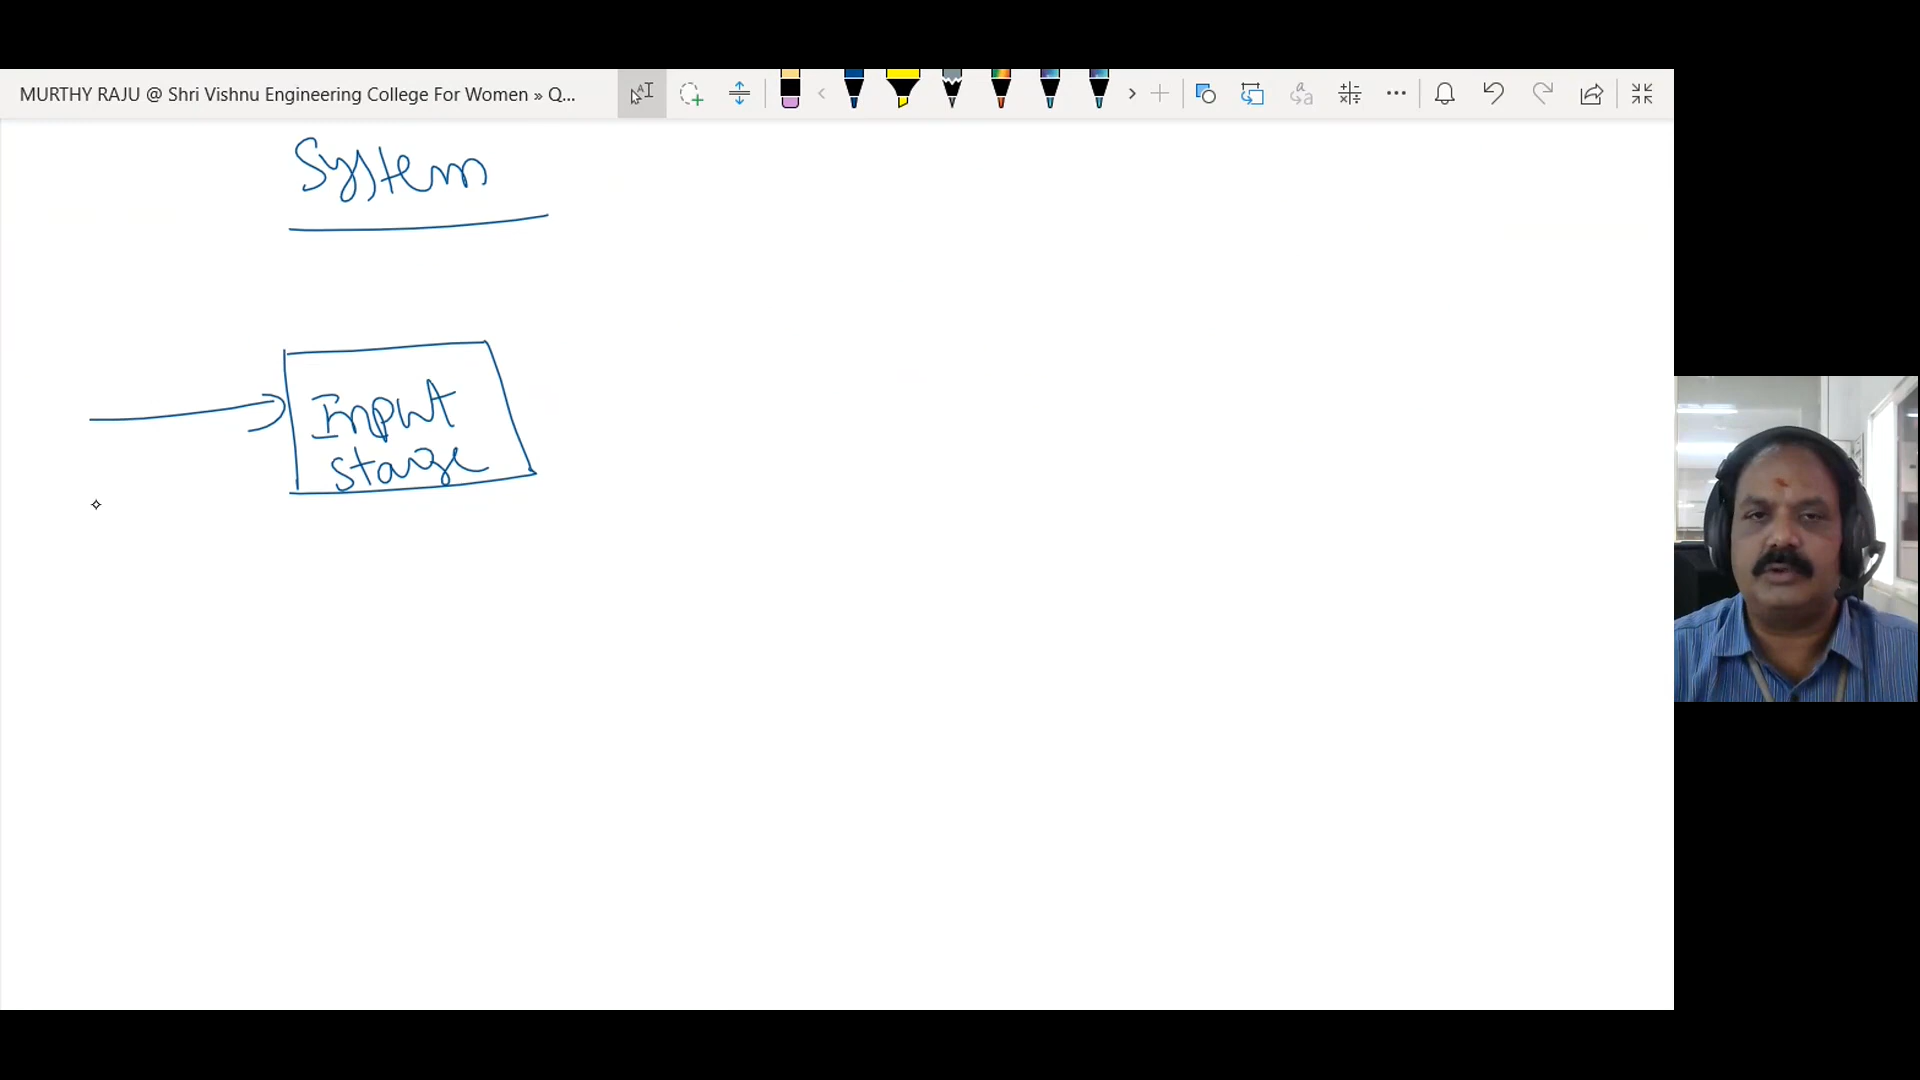 MURTHY RAJU @ Shri Vishnu Engineering College For Women » Q...
System
Input
stage